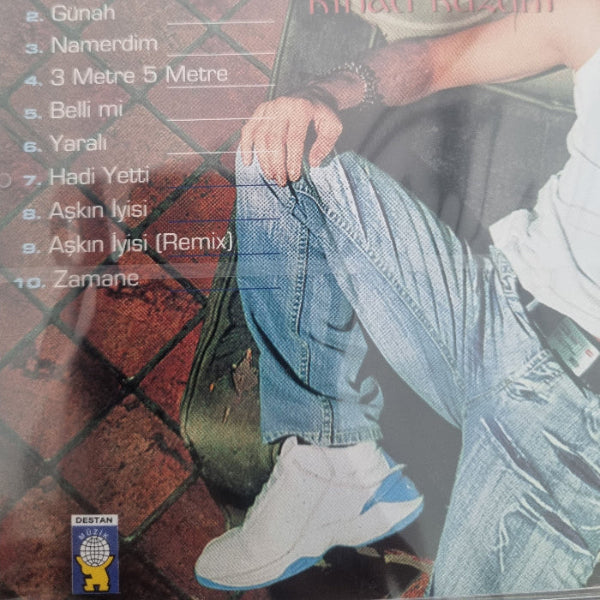 2. Günah
3. Namerdim
4. 3 Metre 5 Metre
5. Belli mi
6. Yaralı
7. Hadi Yetti
8. Aşkın İyisi
9. Aşkın İyisi (Remix)
10. Zamane
DESTAN
MÜZİK